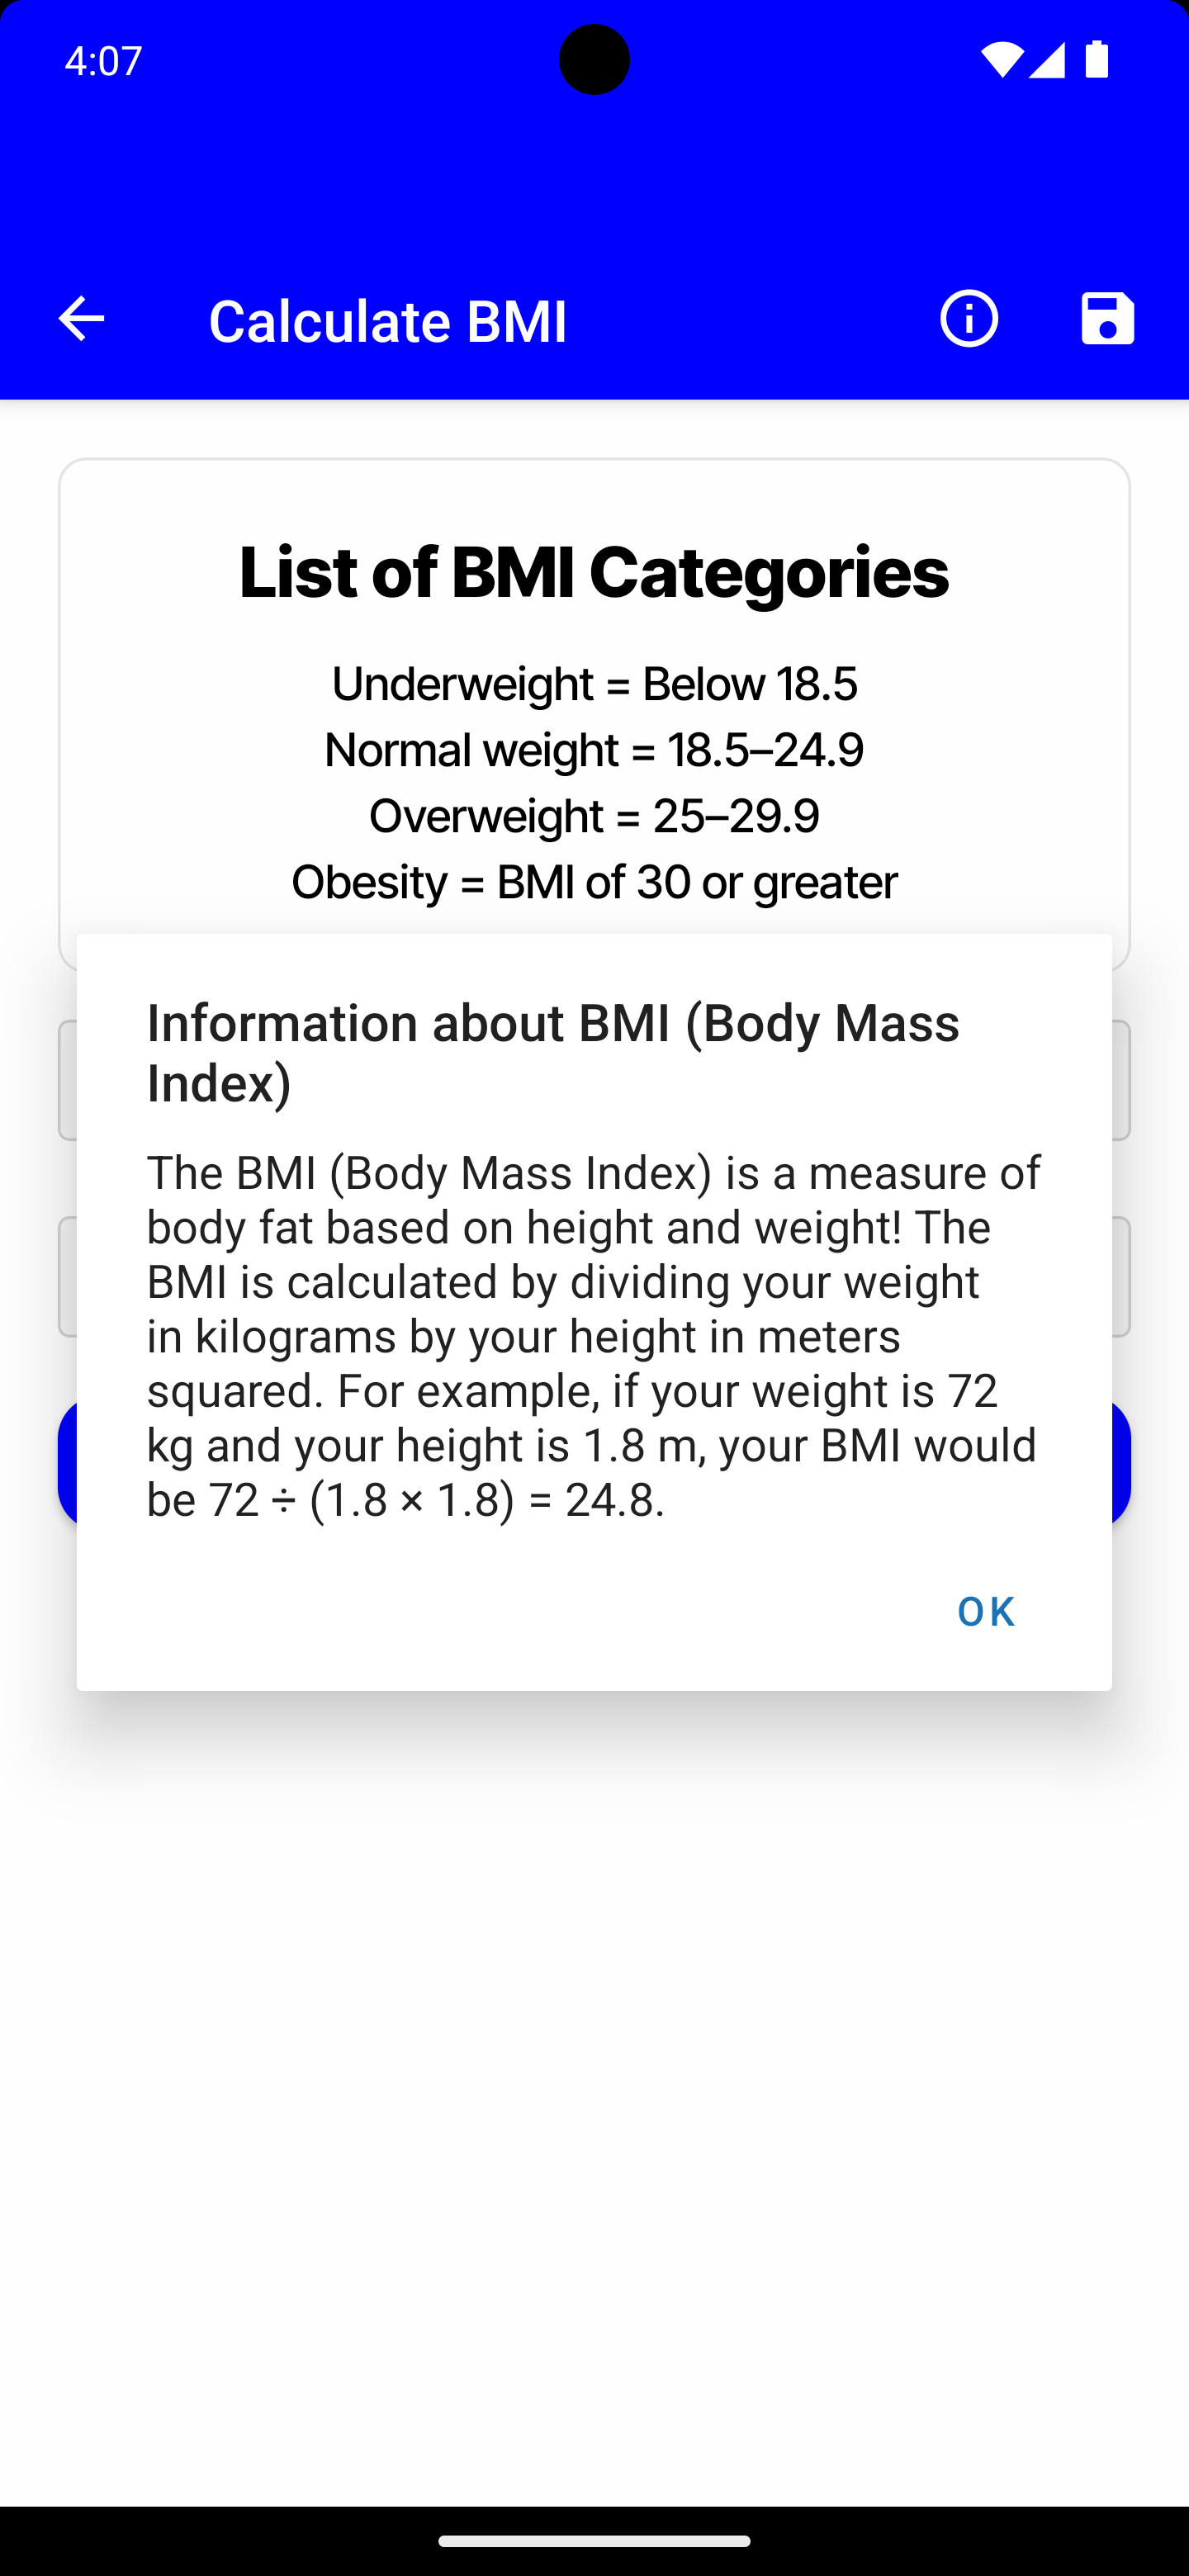 4:07
Calculate BMI
List of BMI Categories
Underweight = Below 18.5
Normal weight = 18.5–24.9
Overweight = 25–29.9
Obesity = BMI of 30 or greater
Information about BMI (Body Mass
Index)
The BMI (Body Mass Index) is a measure of
body fat based on height and weight! The
BMI is calculated by dividing your weight
in kilograms by your height in meters
squared. For example, if your weight is 72
kg and your height is 1.8 m, your BMI would
be 72 ÷ (1.8 × 1.8) = 24.8.
OK